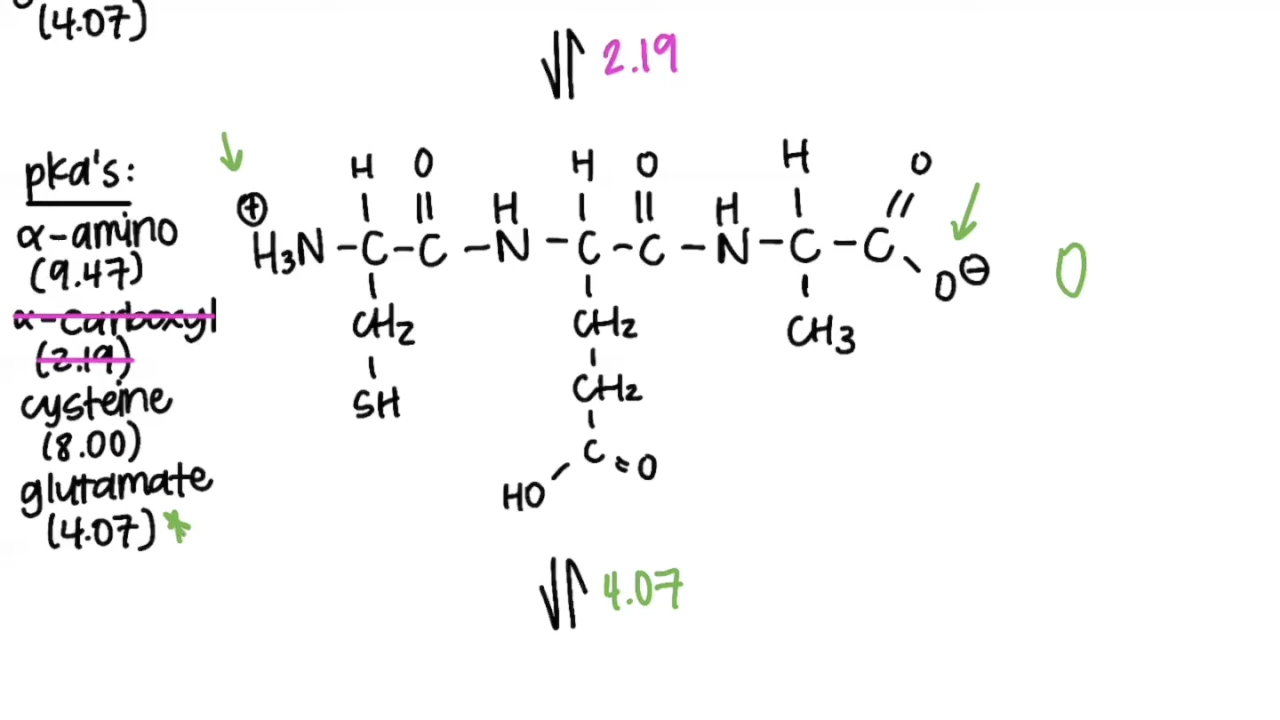 (4.07)
2.19
pka's:
α-amino
(9.47)
α-carboxyl
(2.19)
cysteine
(8.00)
glutamate
(4.07) *
H O H O H
⊕ || H || H O
H₃N - C - C - N - C - C - N - C - C //
O⊖ 0
CH₂ CH₂ CH₃
SH CH₂
C = O
HO
4.07